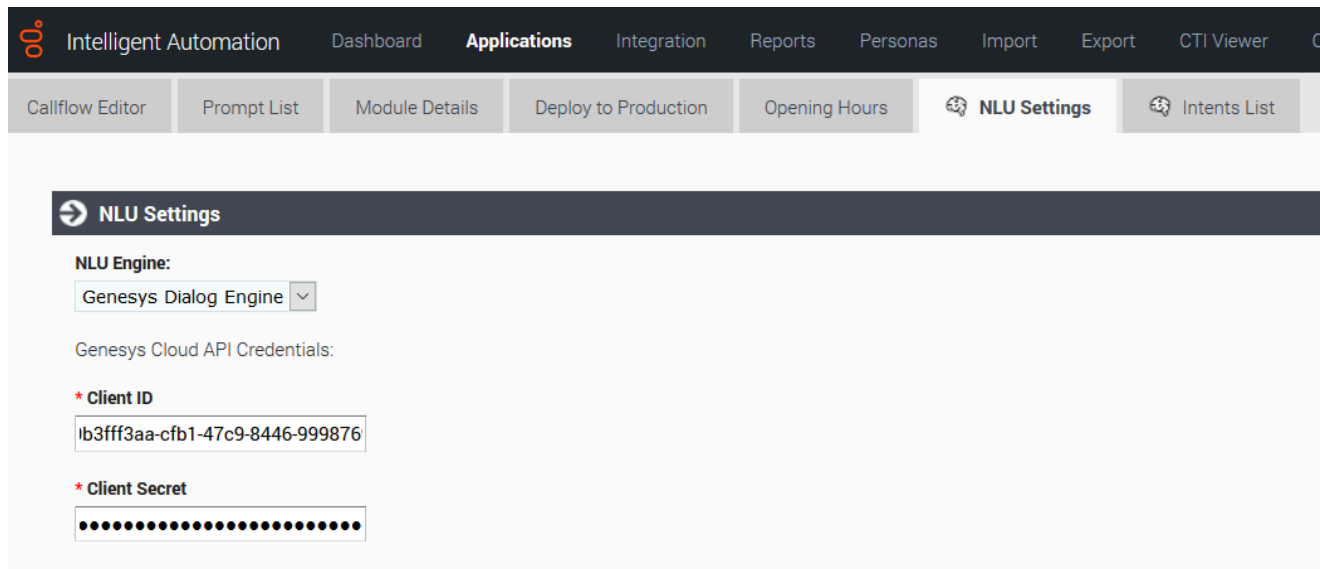 Intelligent Automation Dashboard Applications Integration Reports Personas Import Export CTI Viewer
Callflow Editor Prompt List Module Details Deploy to Production Opening Hours NLU Settings Intents List
NLU Settings
NLU Engine:
Genesys Dialog Engine
Genesys Cloud API Credentials:
* Client ID
b3fff3aa-cfb1-47c9-8446-999876
* Client Secret
●●●●●●●●●●●●●●●●●●●●●●●●●